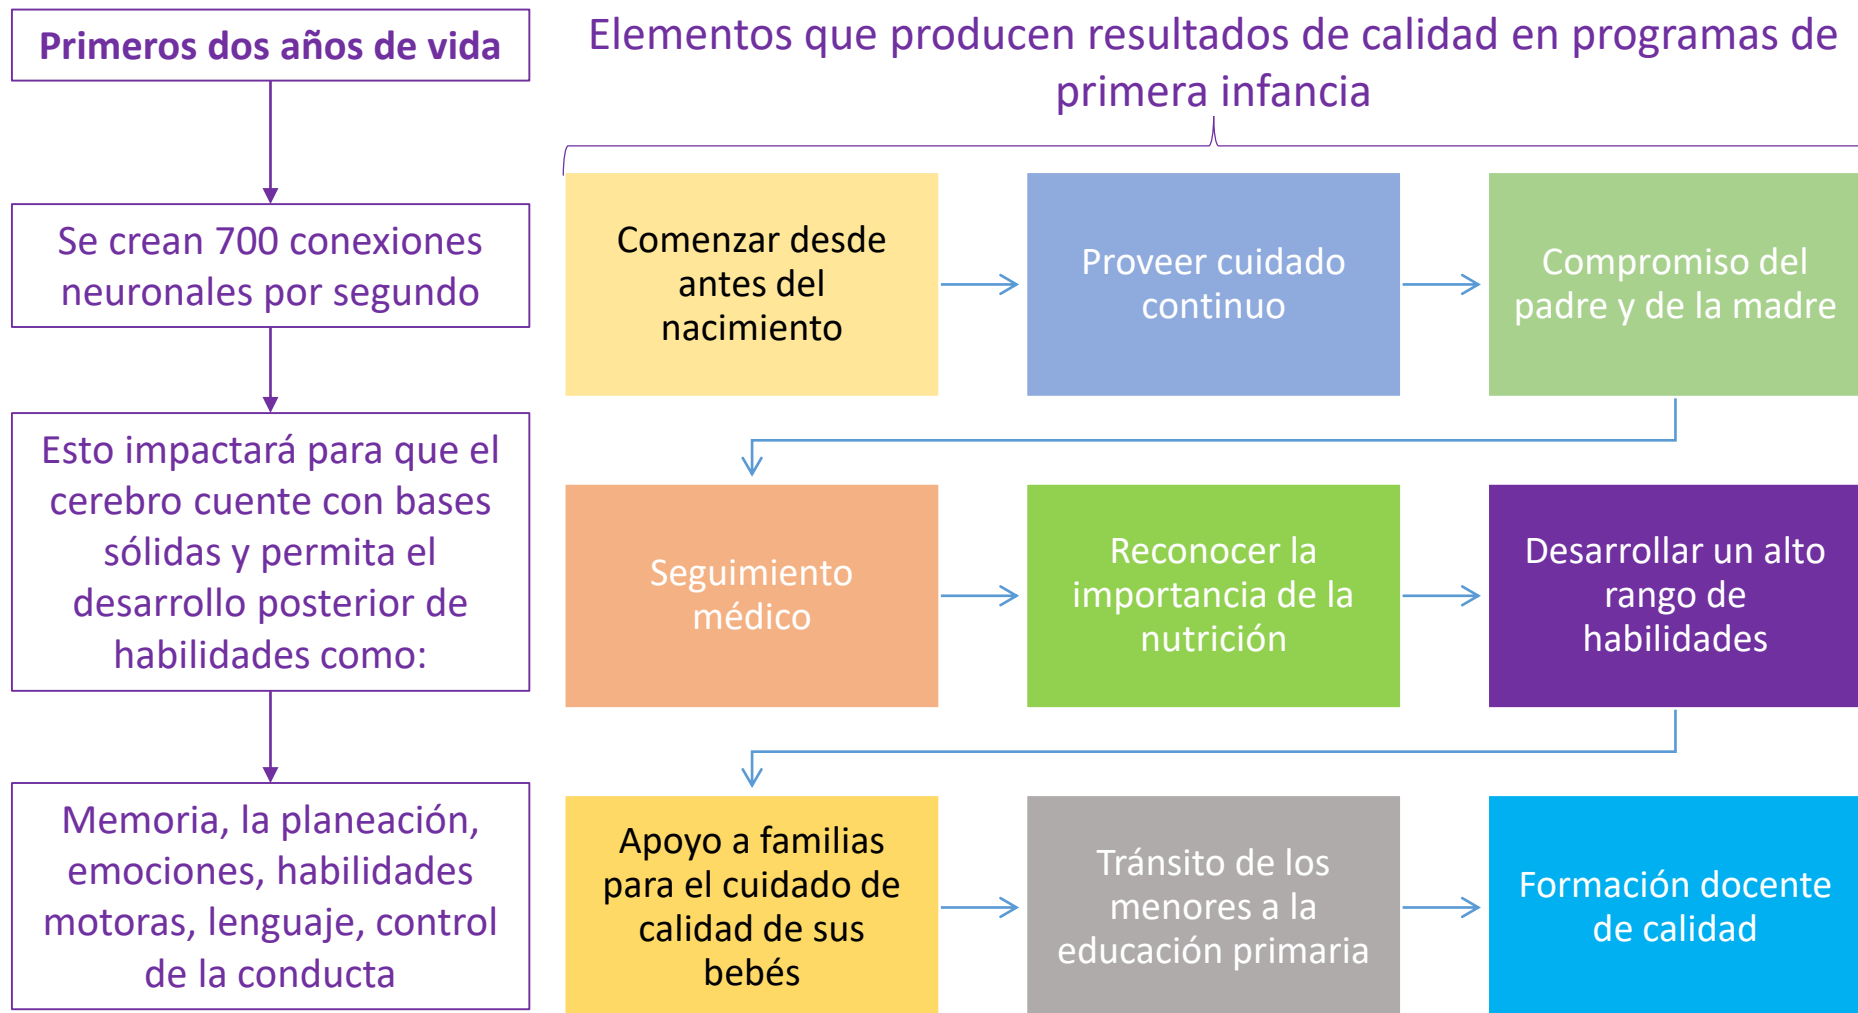 Primeros dos años de vida
Se crean 700 conexiones
neuronales por segundo
Esto impactará para que el
cerebro cuente con bases
sólidas y permita el
desarrollo posterior de
habilidades como:
Memoria, la planeación,
emociones, habilidades
motoras, lenguaje, control
de la conducta
Elementos que producen resultados de calidad en programas de
primera infancia
Comenzar desde
antes del
nacimiento
Proveer cuidado
continuo
Compromiso del
padre y de la madre
Seguimiento
médico
Reconocer la
importancia de la
nutrición
Desarrollar un alto
rango de
habilidades
Apoyo a familias
para el cuidado de
calidad de sus
bebés
Tránsito de los
menores a la
educación primaria
Formación docente
de calidad